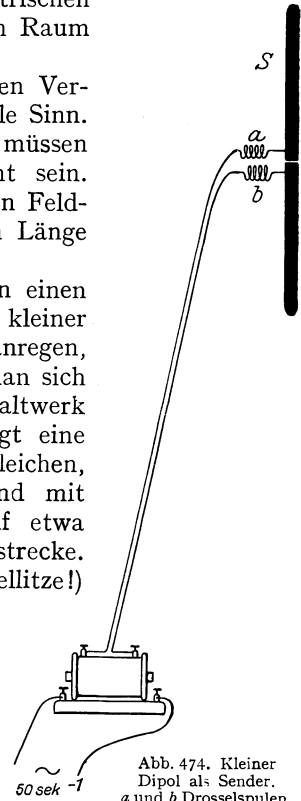 trischen
Raum
en Ver-
le Sinn.
müssen
nt sein.
n Feld-
Länge
n einen
kleiner
nregen,
an sich
altwerk
gt eine
leichen,
nd mit
f etwa
strecke.
ellitze!)
S
a
b
50 sek -1
Abb. 474. Kleiner
Dipol als Sender.
a und b Drosselspulen